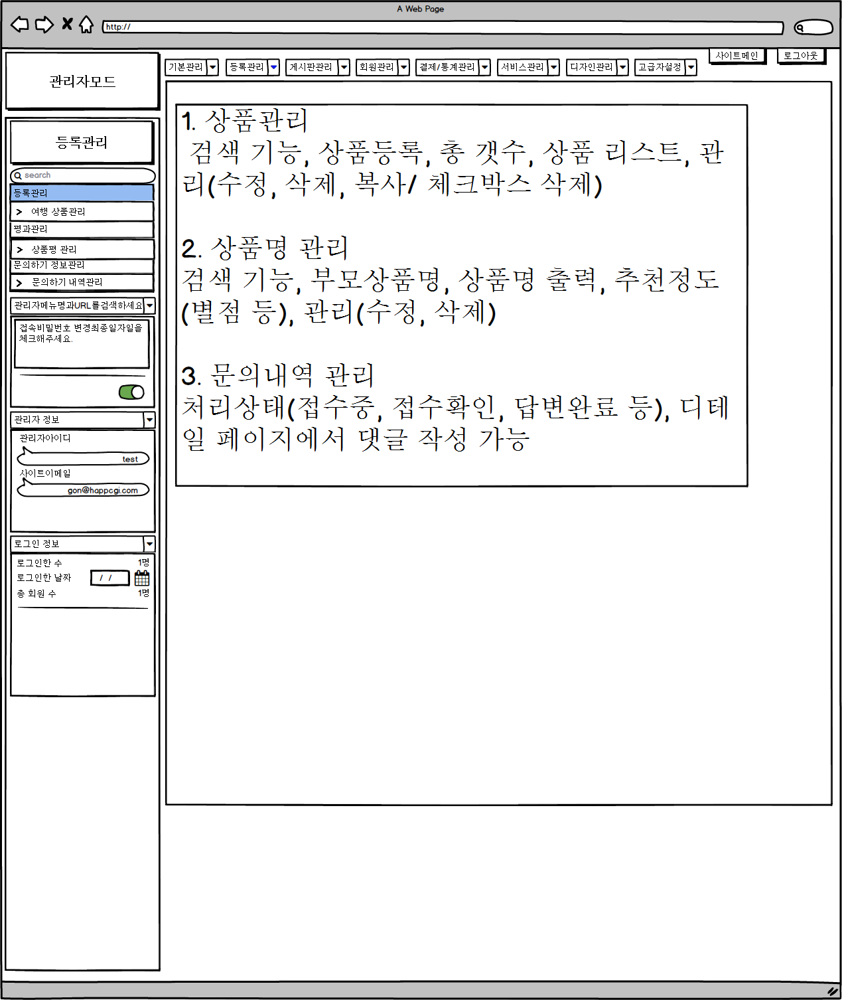 A Web Page
http://
사이트메인
로그아웃
기본관리
등록관리
게시판관리
회원관리
결제/통계관리
서비스관리
디자인관리
고급자설정
관리자모드
등록관리
search
등록관리
> 여행 상품관리
평과관리
> 상품평 관리
문의하기 정보관리
> 문의하기 내역관리
관리자메뉴명과URL를검색하세요
접속비밀번호 변경최종일자일을
체크해주세요.
관리자 정보
관리자아이디
test
사이트이메일
gon@happcgi.com
로그인 정보
로그인한 수 1명
로그인한 날짜 / /
총 회원 수 1명
1. 상품관리
검색 기능, 상품등록, 총 갯수, 상품 리스트, 관
리(수정, 삭제, 복사/ 체크박스 삭제)
2. 상품명 관리
검색 기능, 부모상품명, 상품명 출력, 추천정도
(별점 등), 관리(수정, 삭제)
3. 문의내역 관리
처리상태(접수중, 접수확인, 답변완료 등), 디테
일 페이지에서 댓글 작성 가능